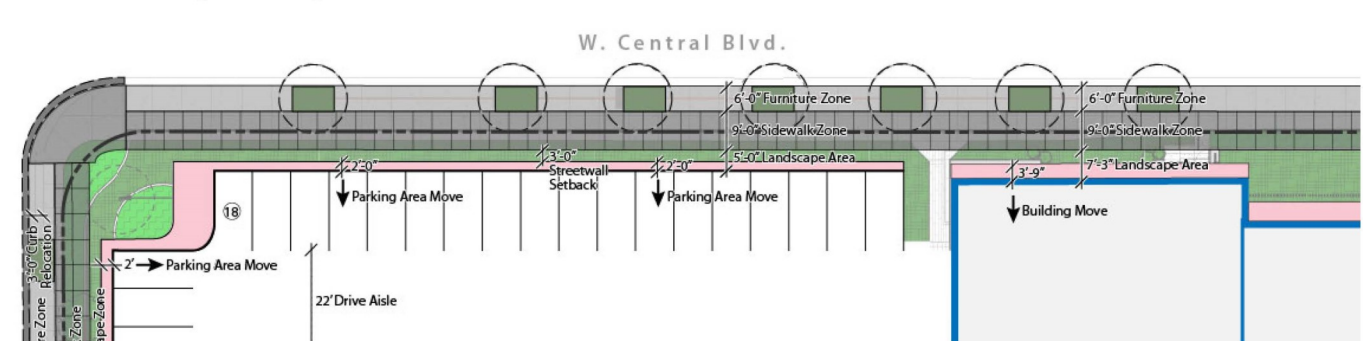 W. Central Blvd.
6'-0" Furniture Zone
6'-0" Furniture Zone
9'-0" Sidewalk Zone
9'-0" Sidewalk Zone
2'-0"
3'-0"
Streetwall
Setback
2'-0"
5'-0" Landscape Area
7'-3" Landscape Area
3'-9"
Parking Area Move
Parking Area Move
Building Move
18
3'-0" Curb
Relocation
2'
Parking Area Move
22' Drive Aisle
Zone
Zone
Zone